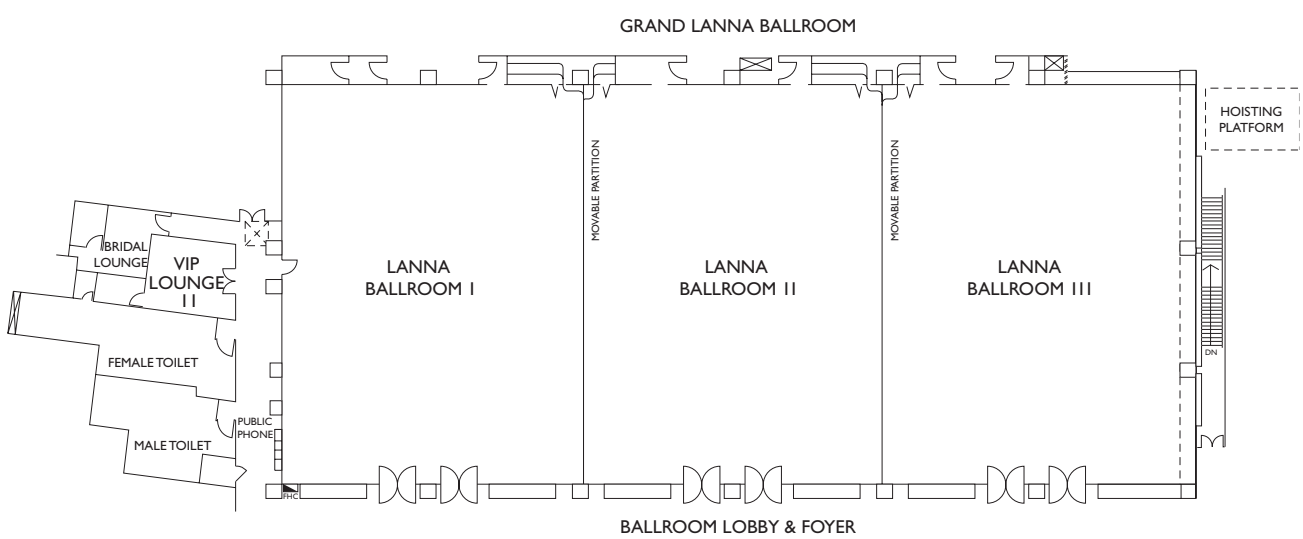 GRAND LANNA BALLROOM
HOISTING
PLATFORM
MOVABLE PARTITION
MOVABLE PARTITION
BRIDAL
LOUNGE
VIP
LOUNGE
II
LANNA
BALLROOM I
LANNA
BALLROOM II
LANNA
BALLROOM III
DN
FEMALE TOILET
PUBLIC
PHONE
MALE TOILET
FHC
BALLROOM LOBBY & FOYER